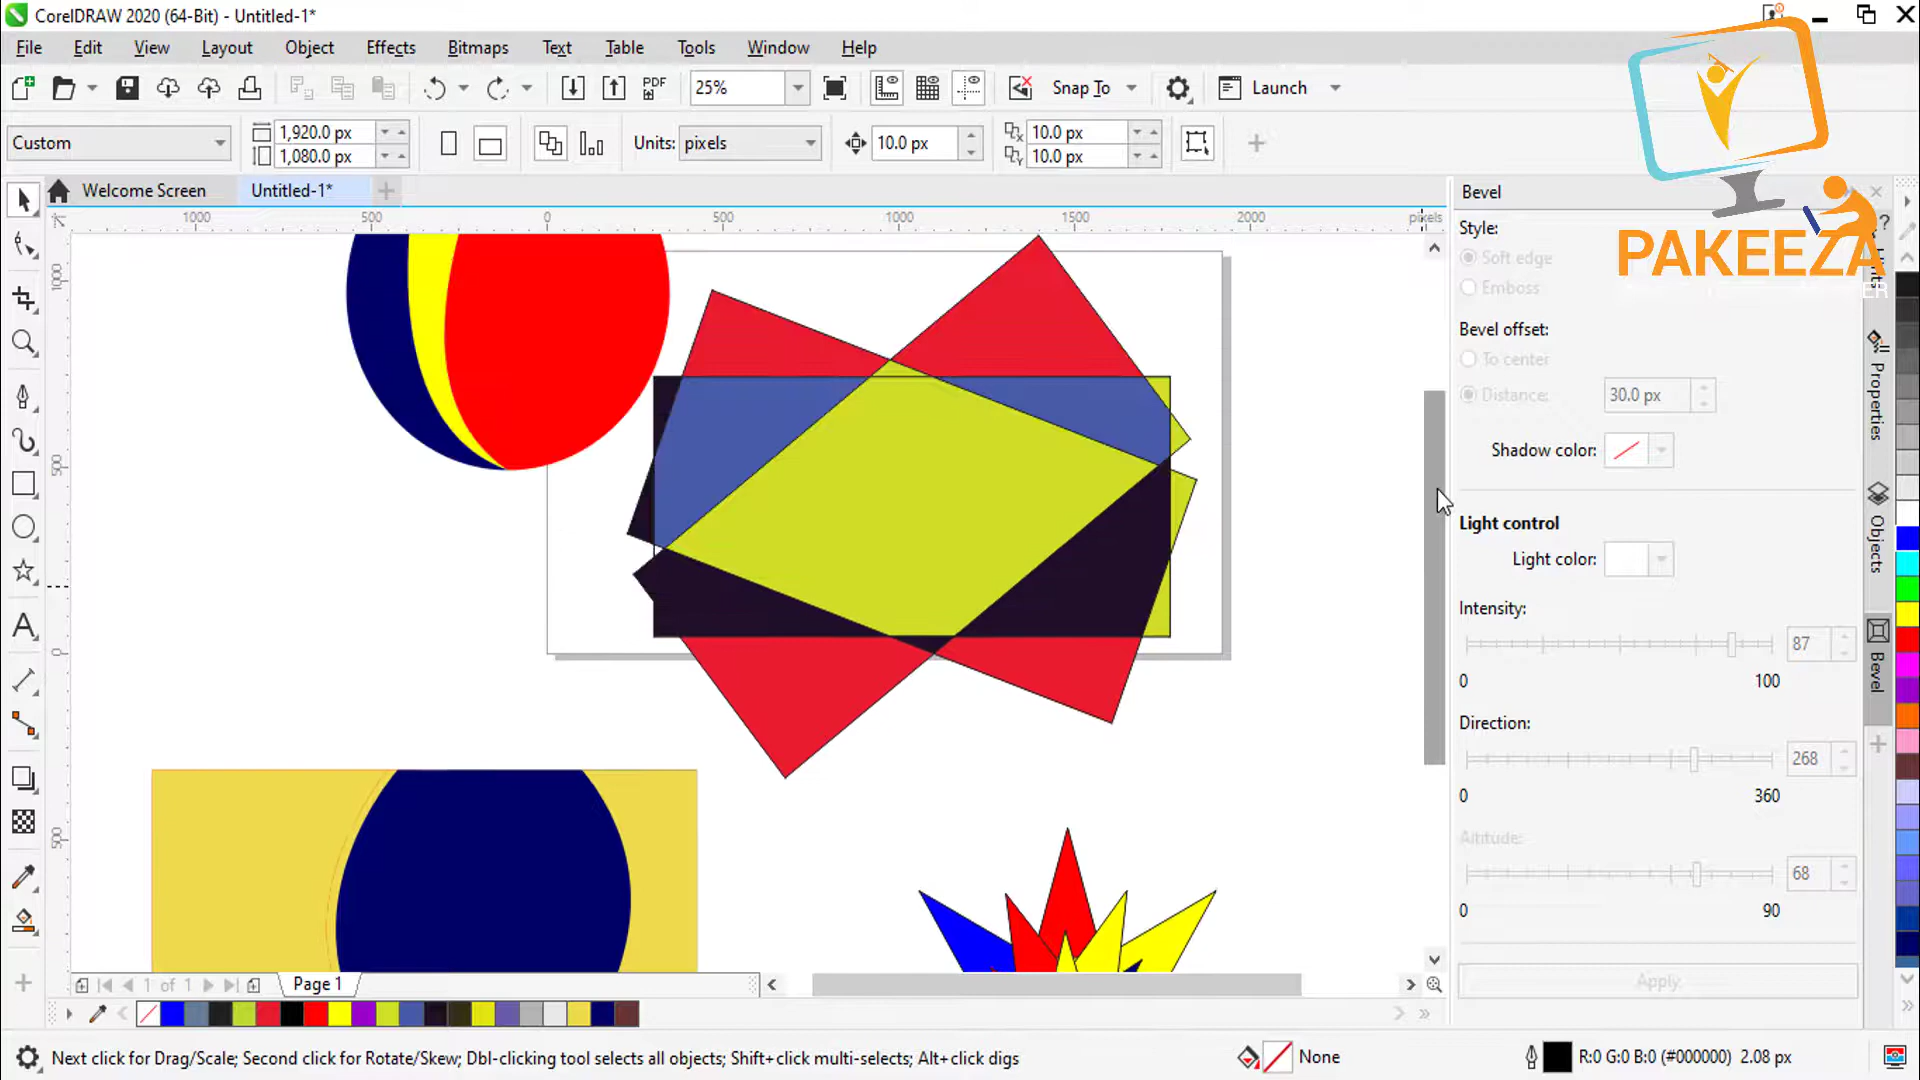 CorelDRAW 2020 (64-Bit) - Untitled-1*
File Edit View Layout Object Effects Bitmaps Text Table Tools Window Help
PDF 25% Snap To Launch
Custom 1,920.0 px 1,080.0 px Units: pixels 10.0 px 10.0 px 10.0 px
Welcome Screen Untitled-1*
1000 500 0 500 1000 1500 2000 pixels
1000
500
0
500
Bevel
PAKEEZA
ER
Style:
Soft edge
Emboss
Bevel offset:
To center
Distance: 30.0 px
Shadow color:
Light control
Light color:
Intensity:
87
0 100
Direction:
268
0 360
Altitude:
68
0 90
Apply
Properties
Objects
Bevel
1 of 1 Page 1
Next click for Drag/Scale; Second click for Rotate/Skew; Dbl-clicking tool selects all objects; Shift+click multi-selects; Alt+click digs
None R:0 G:0 B:0 (#000000) 2.08 px